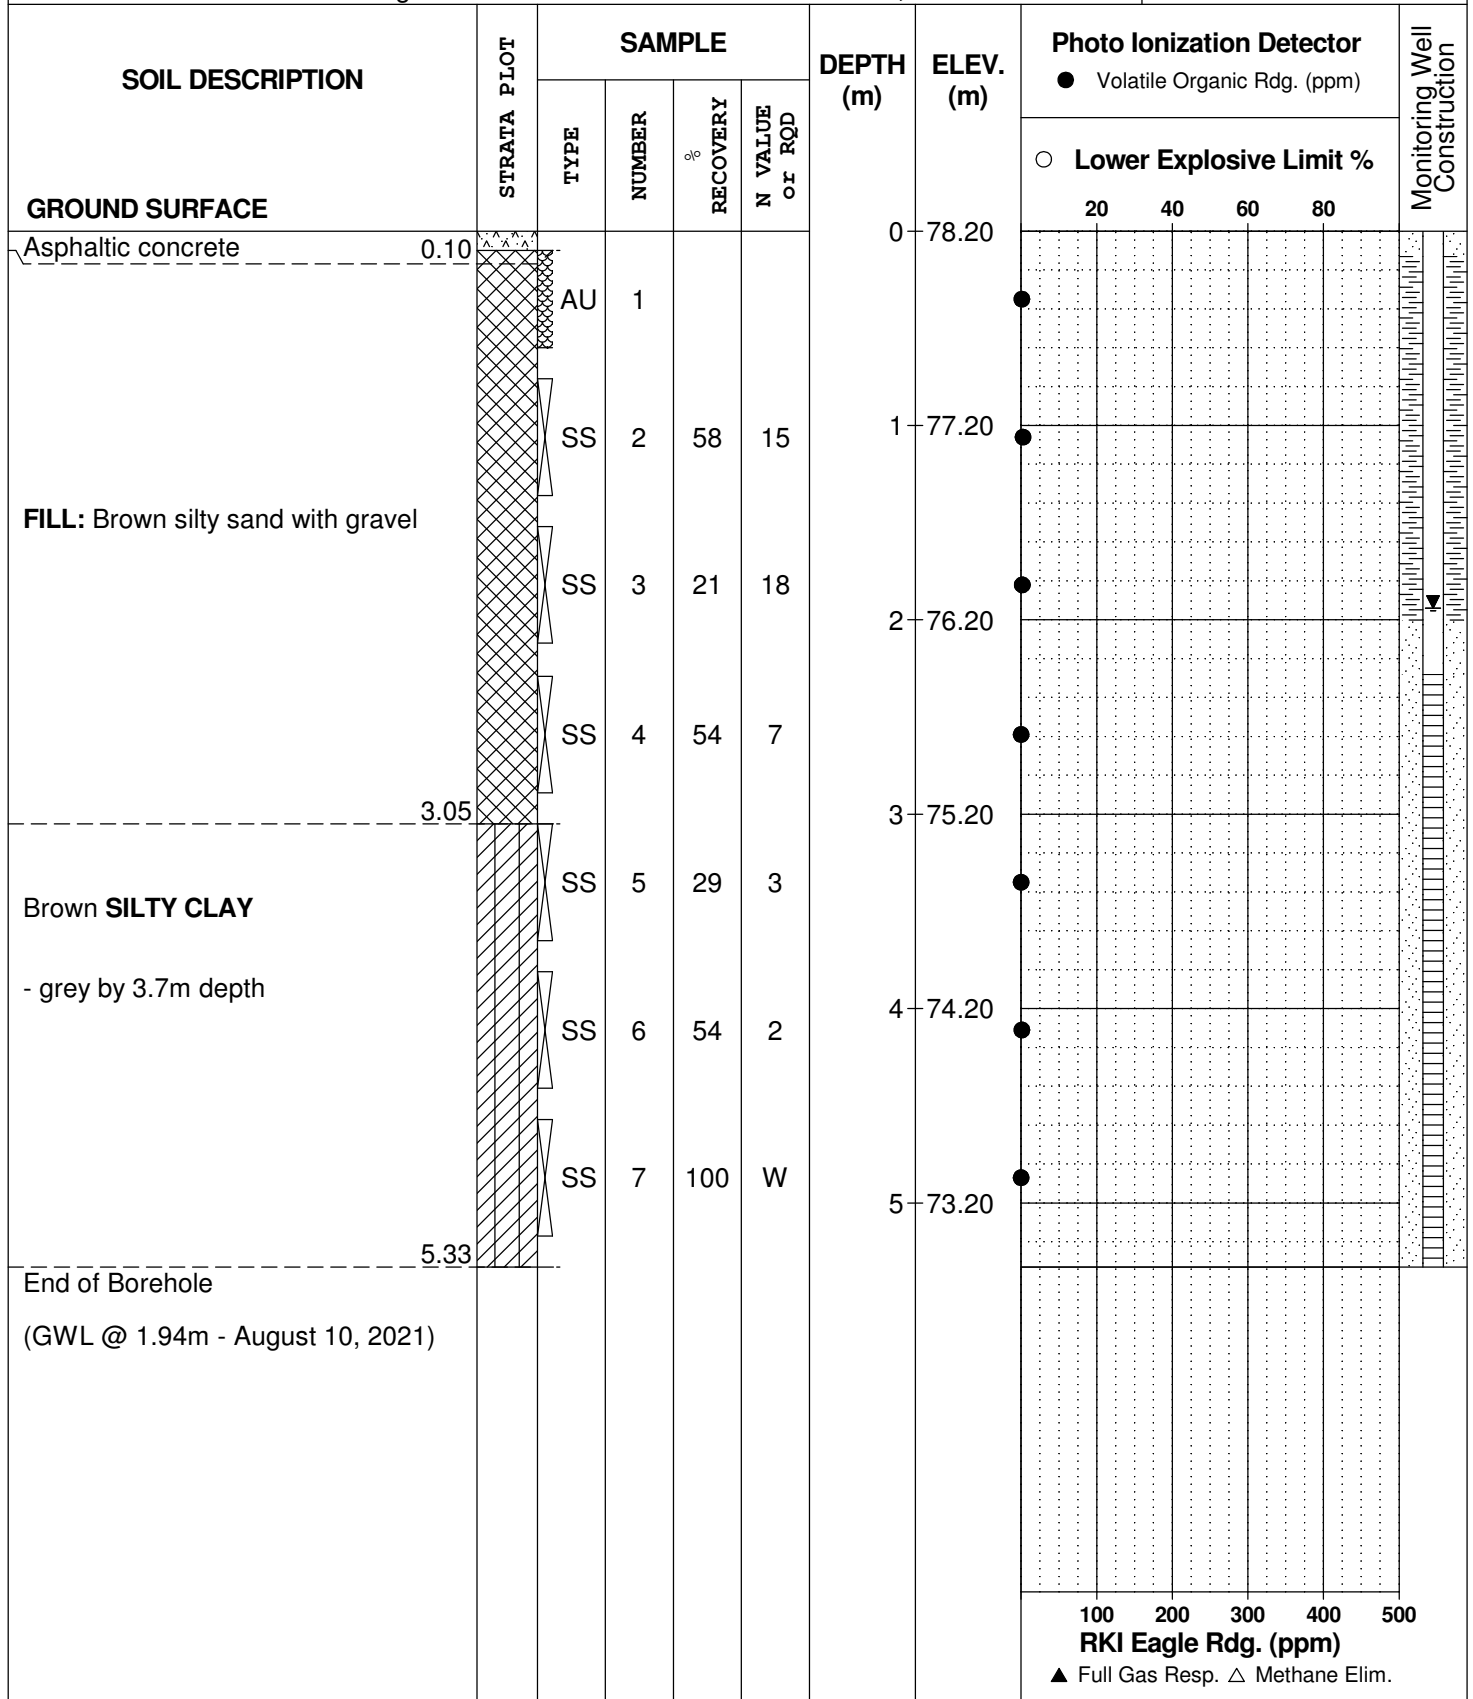 SOIL DESCRIPTION
GROUND SURFACE
STRATA PLOT
SAMPLE
TYPE
NUMBER
%
RECOVERY
N VALUE
or RQD
DEPTH
(m)
ELEV.
(m)
Photo Ionization Detector
● Volatile Organic Rdg. (ppm)
○ Lower Explosive Limit %
20 40 60 80
Monitoring Well
Construction
0 78.20
Asphaltic concrete 0.10
AU 1
1 77.20
SS 2 58 15
FILL: Brown silty sand with gravel
SS 3 21 18
2 76.20
SS 4 54 7
3.05
3 75.20
SS 5 29 3
Brown SILTY CLAY
- grey by 3.7m depth
4 74.20
SS 6 54 2
SS 7 100 W
5 73.20
5.33
End of Borehole
(GWL @ 1.94m - August 10, 2021)
100 200 300 400 500
RKI Eagle Rdg. (ppm)
▲ Full Gas Resp. △ Methane Elim.